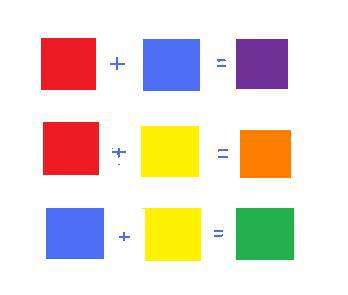 + =
+ =
+ =